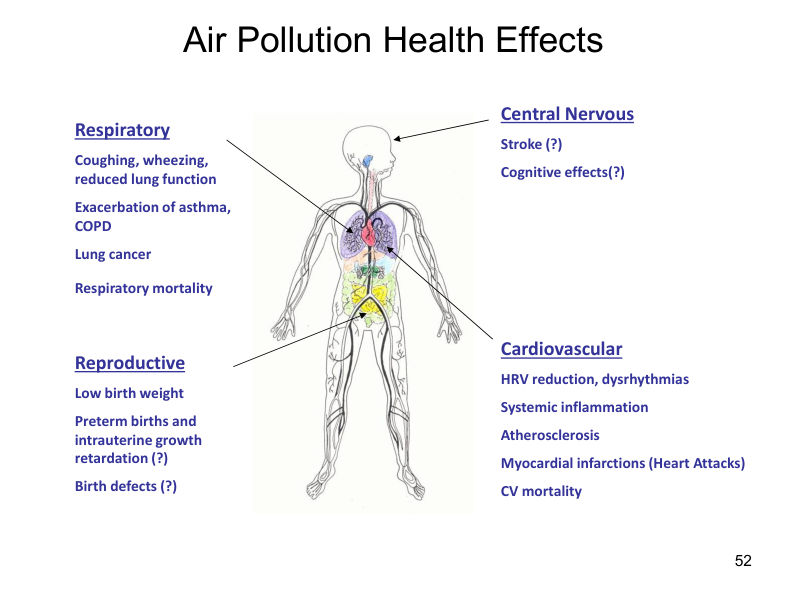 Air Pollution Health Effects
Respiratory
Coughing, wheezing,
reduced lung function
Exacerbation of asthma,
COPD
Lung cancer
Respiratory mortality
Reproductive
Low birth weight
Preterm births and
intrauterine growth
retardation (?)
Birth defects (?)
Central Nervous
Stroke (?)
Cognitive effects(?)
Cardiovascular
HRV reduction, dysrhythmias
Systemic inflammation
Atherosclerosis
Myocardial infarctions (Heart Attacks)
CV mortality
52